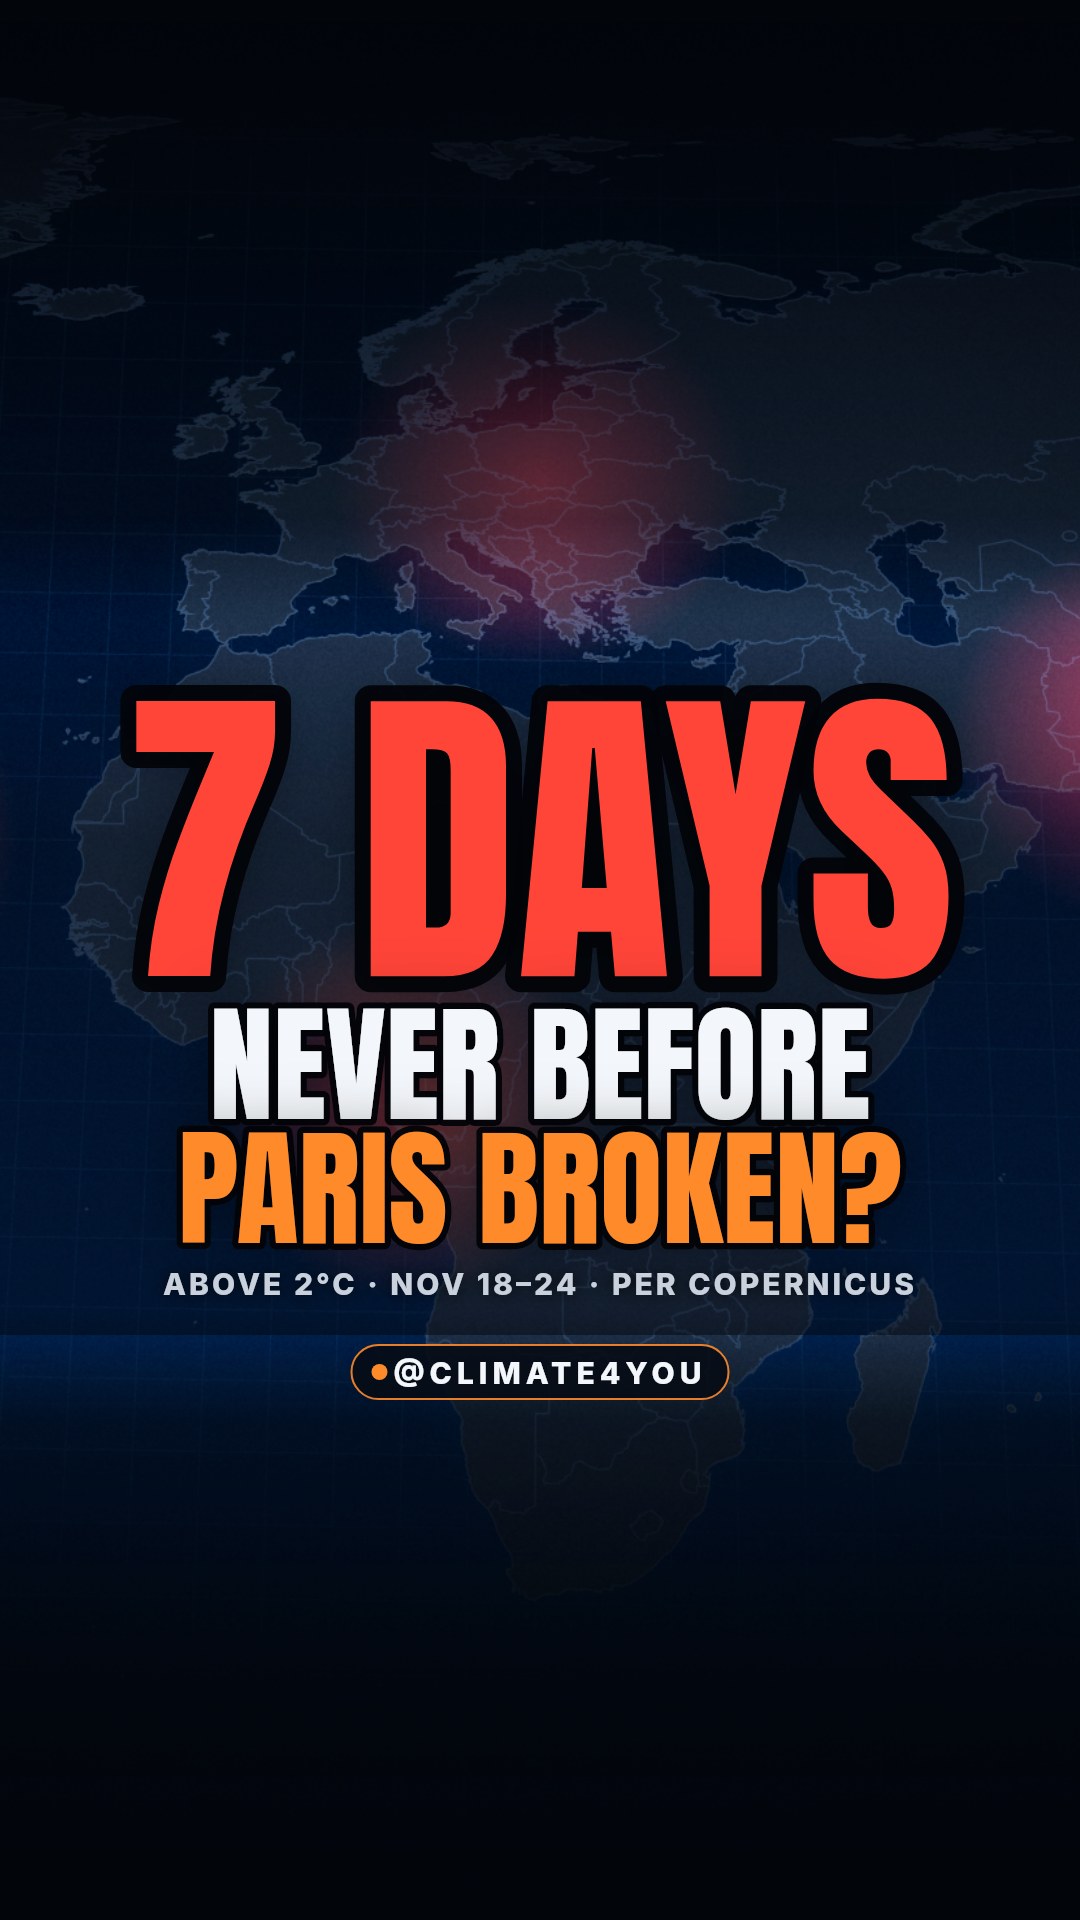 7 DAYS
NEVER BEFORE
PARIS BROKEN?
ABOVE 2°C · NOV 18–24 · PER COPERNICUS
@CLIMATE4YOU